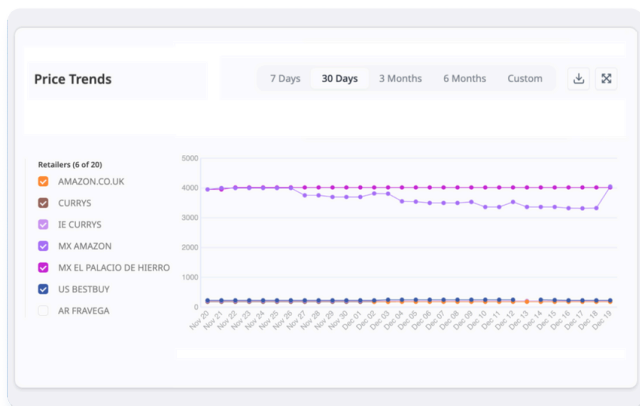 Price Trends
7 Days 30 Days 3 Months 6 Months Custom
Retailers (6 of 20)
AMAZON.CO.UK
CURRYS
IE CURRYS
MX AMAZON
MX EL PALACIO DE HIERRO
US BESTBUY
AR FRAVEGA
5000
4000
3000
2000
1000
0
Nov 20 Nov 21 Nov 22 Nov 23 Nov 24 Nov 25 Nov 26 Nov 27 Nov 28 Nov 29 Nov 30 Dec 01 Dec 02 Dec 03 Dec 04 Dec 05 Dec 06 Dec 07 Dec 08 Dec 09 Dec 10 Dec 11 Dec 12 Dec 13 Dec 14 Dec 15 Dec 16 Dec 17 Dec 18 Dec 19